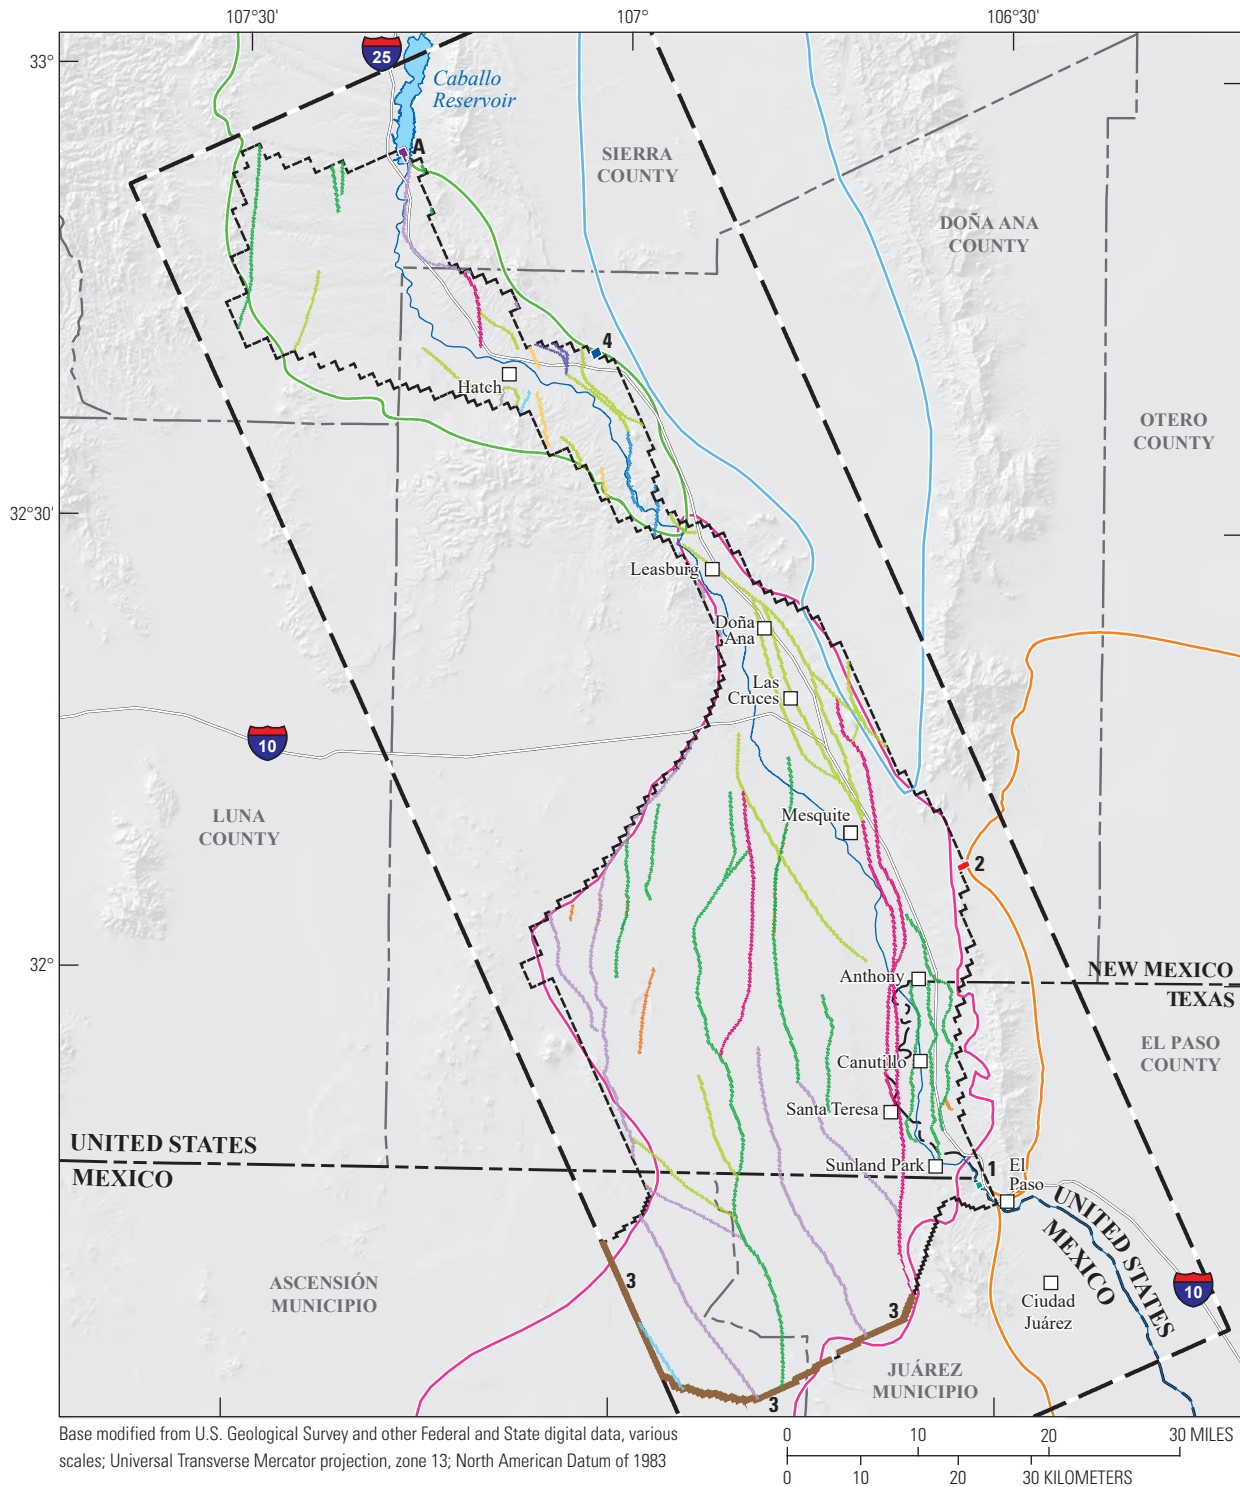 107°30'
107°
106°30'
33°
25
Caballo
Reservoir
A
SIERRA
COUNTY
DOÑA ANA
COUNTY
4
Hatch
OTERO
COUNTY
32°30'
Leasburg
Doña
Ana
Las
Cruces
10
LUNA
COUNTY
Mesquite
2
32°
Anthony
NEW MEXICO
TEXAS
EL PASO
COUNTY
Canutillo
Santa Teresa
UNITED STATES
MEXICO
Sunland Park
1
El
Paso
UNITED STATES
MEXICO
ASCENSIÓN
MUNICIPIO
3
3
10
Ciudad
Juárez
JUÁREZ
MUNICIPIO
3
Base modified from U.S. Geological Survey and other Federal and State digital data, various
scales; Universal Transverse Mercator projection, zone 13; North American Datum of 1983
0 10 20 30 MILES
0 10 20 30 KILOMETERS